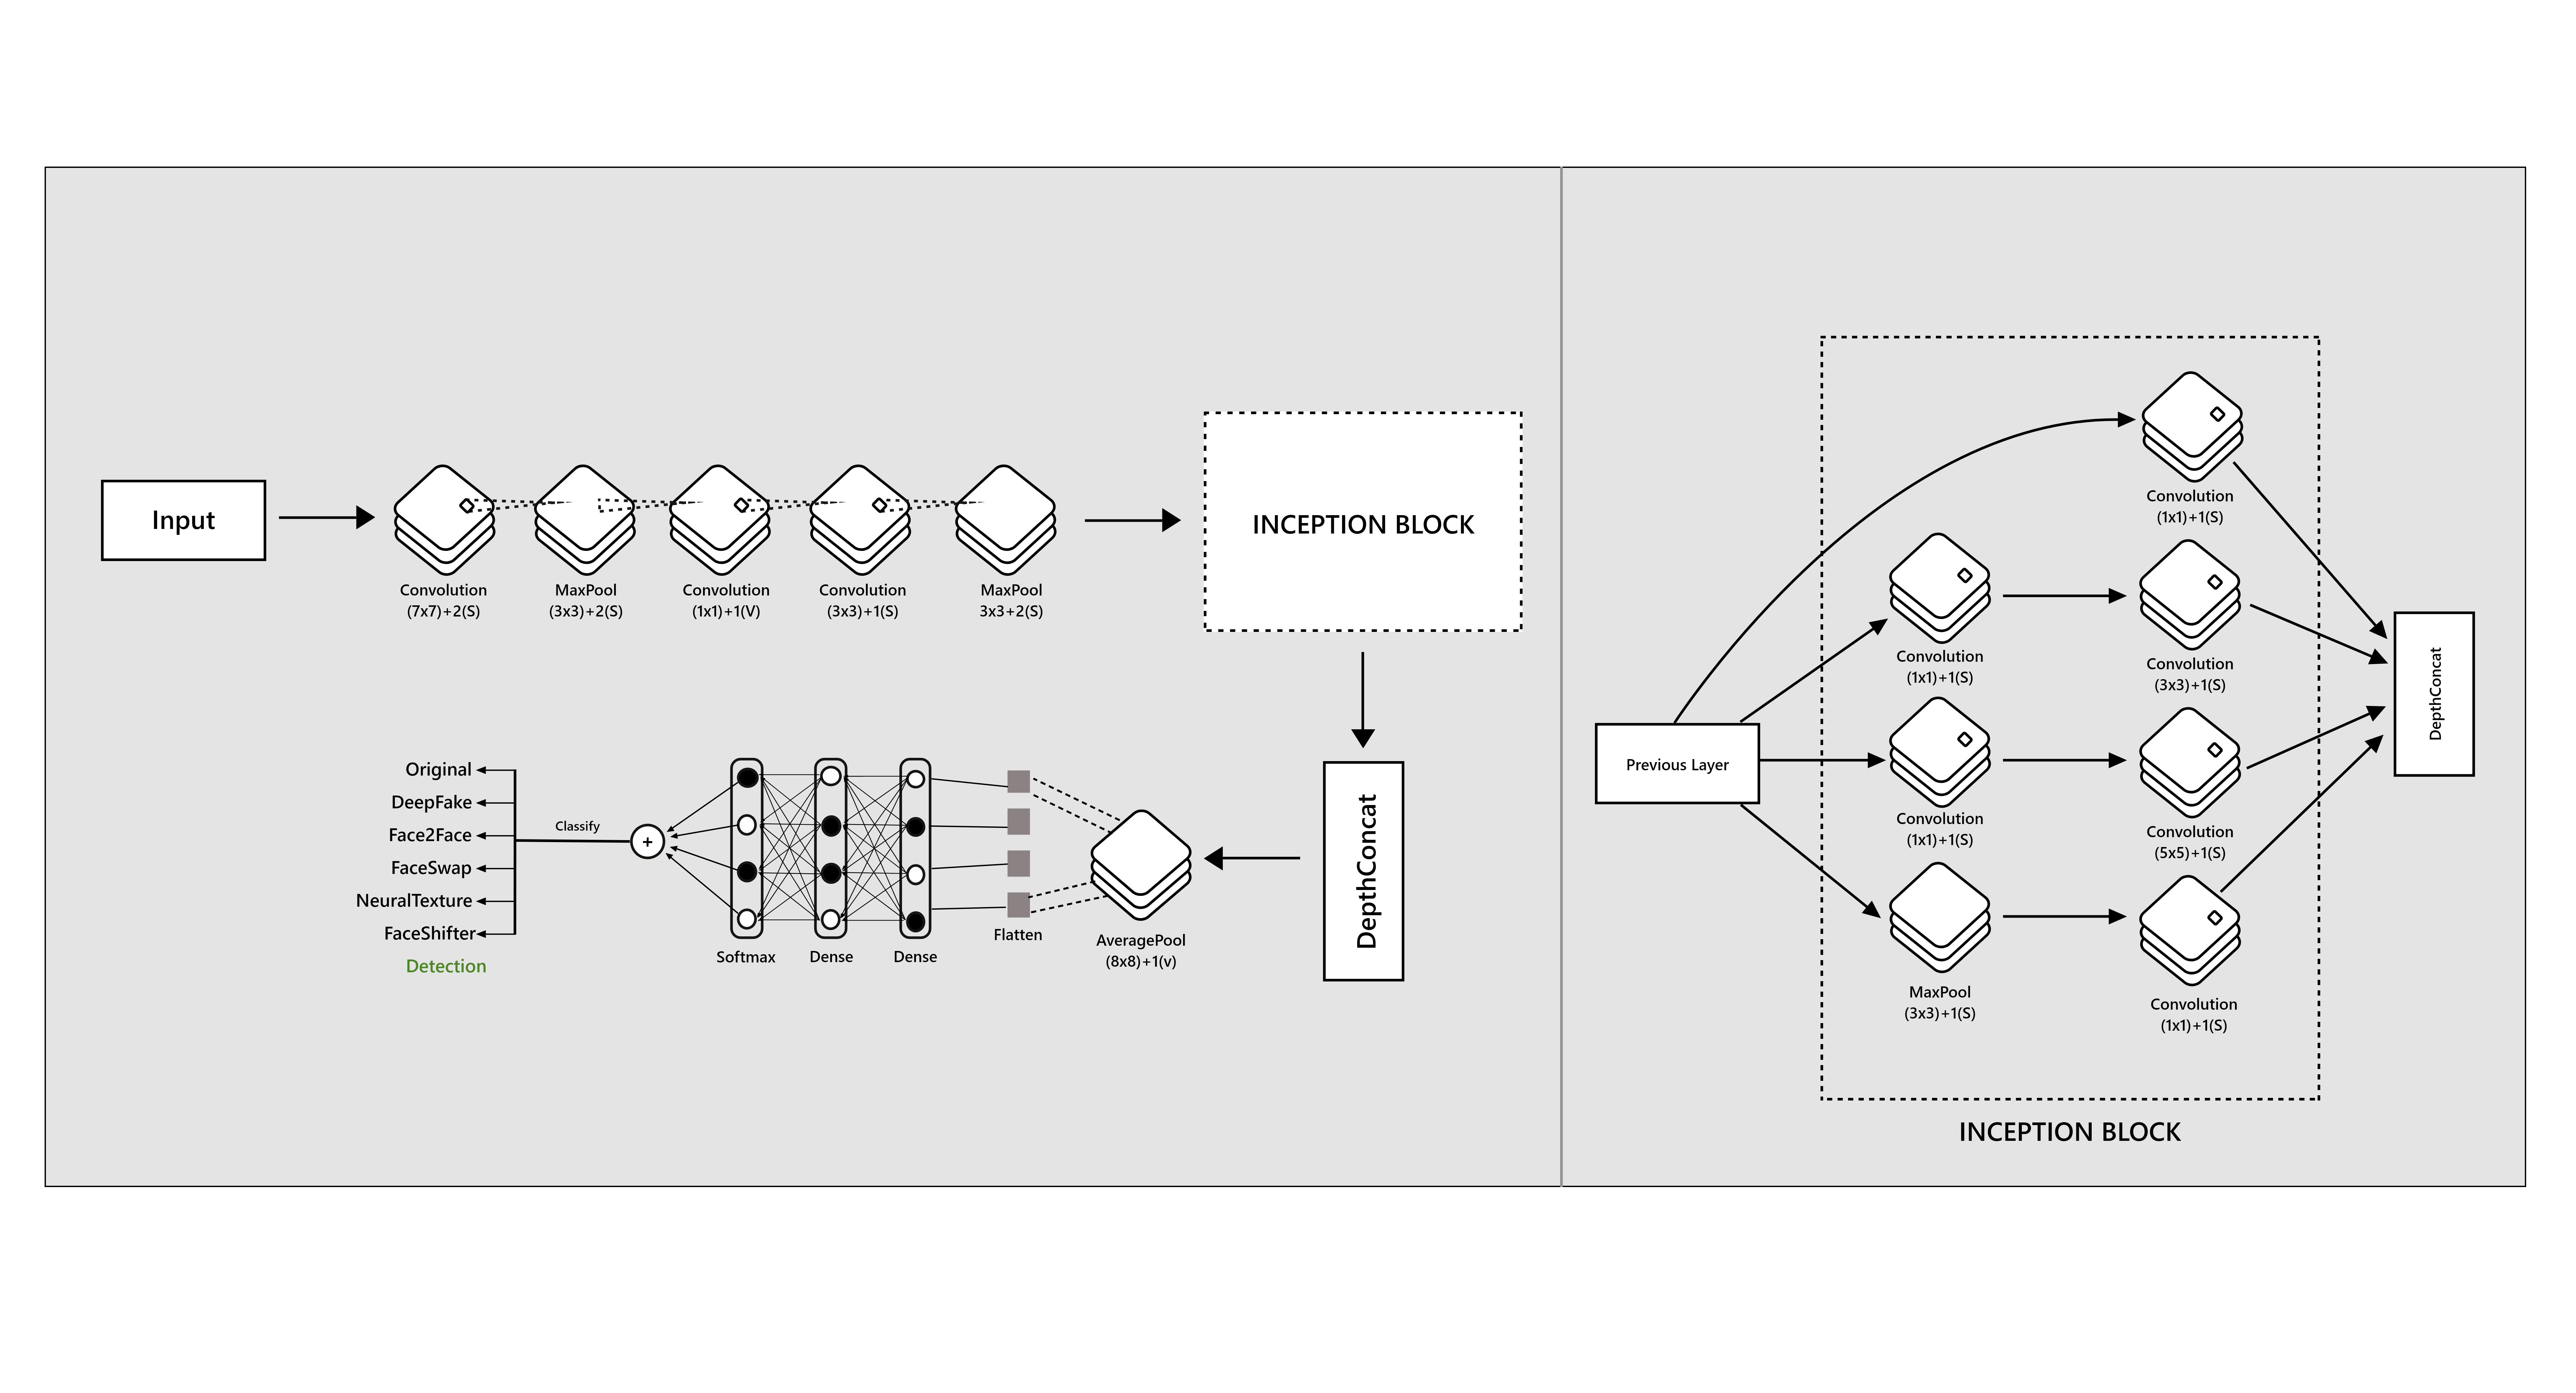 Input
Convolution
(7x7)+2(S)
MaxPool
(3x3)+2(S)
Convolution
(1x1)+1(V)
Convolution
(3x3)+1(S)
MaxPool
3x3+2(S)
INCEPTION BLOCK
DepthConcat
AveragePool
(8x8)+1(v)
Flatten
Dense
Dense
Softmax
+
Classify
Original
DeepFake
Face2Face
FaceSwap
NeuralTexture
FaceShifter
Detection
Previous Layer
Convolution
(1x1)+1(S)
Convolution
(1x1)+1(S)
Convolution
(3x3)+1(S)
Convolution
(1x1)+1(S)
Convolution
(5x5)+1(S)
MaxPool
(3x3)+1(S)
Convolution
(1x1)+1(S)
DepthConcat
INCEPTION BLOCK